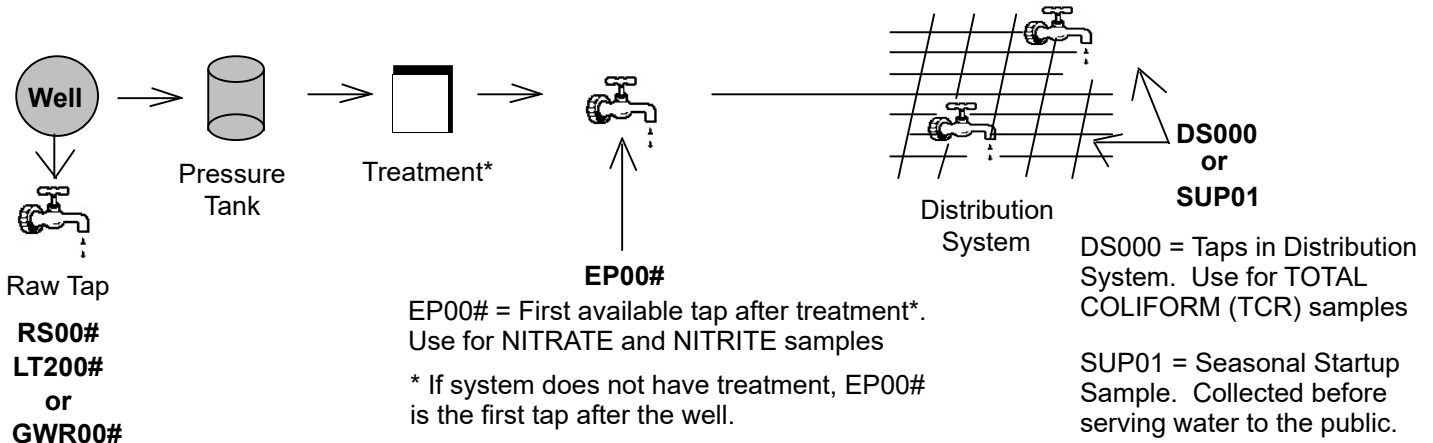 Well
Pressure
Tank
Treatment*
Raw Tap
RS00#
LT200#
or
GWR00#
EP00#
EP00# = First available tap after treatment*.
Use for NITRATE and NITRITE samples
* If system does not have treatment, EP00#
is the first tap after the well.
Distribution
System
DS000
or
SUP01
DS000 = Taps in Distribution
System. Use for TOTAL
COLIFORM (TCR) samples
SUP01 = Seasonal Startup
Sample. Collected before
serving water to the public.